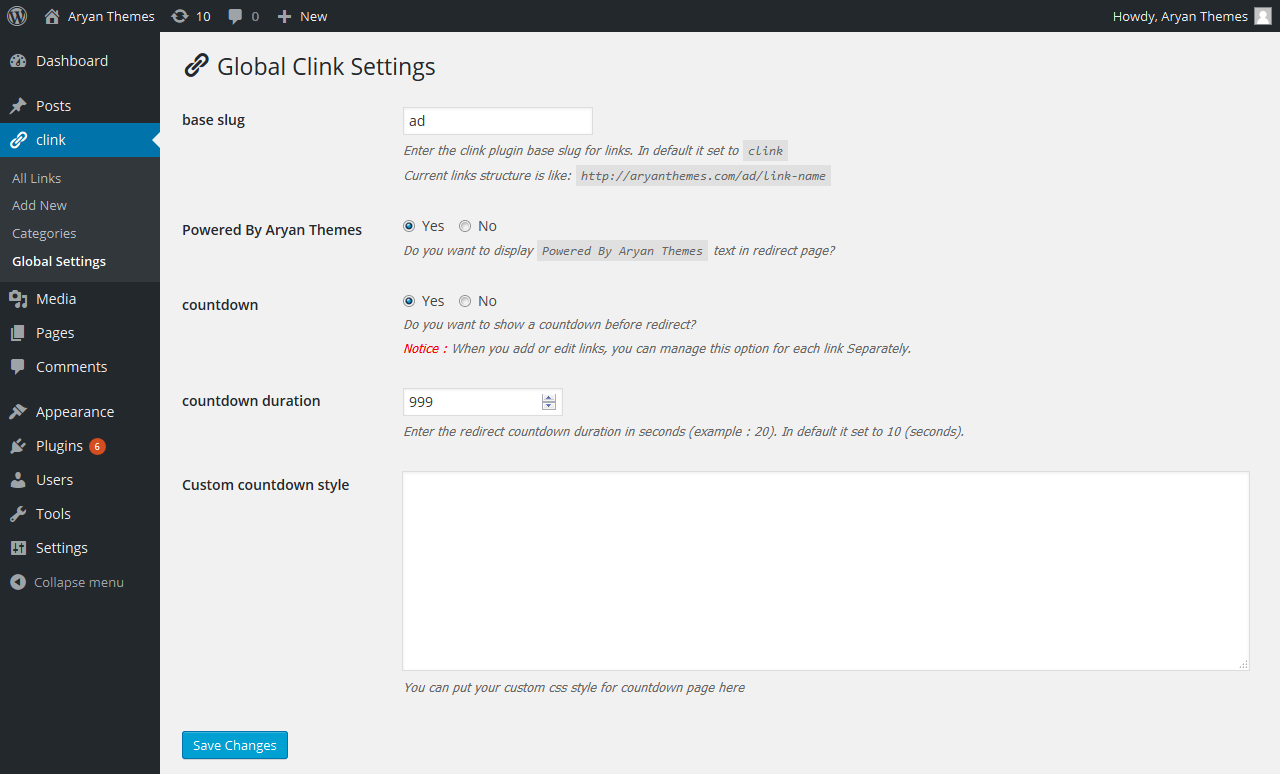 Aryan Themes 10 0 New Howdy, Aryan Themes
Dashboard
Posts
clink
All Links
Add New
Categories
Global Settings
Media
Pages
Comments
Appearance
Plugins 6
Users
Tools
Settings
Collapse menu
Global Clink Settings
base slug
ad
Enter the clink plugin base slug for links. In default it set to clink
Current links structure is like: http://aryanthemes.com/ad/link-name
Powered By Aryan Themes
Yes No
Do you want to display Powered By Aryan Themes text in redirect page?
countdown
Yes No
Do you want to show a countdown before redirect?
Notice : When you add or edit links, you can manage this option for each link Separately.
countdown duration
999
Enter the redirect countdown duration in seconds (example : 20). In default it set to 10 (seconds).
Custom countdown style
You can put your custom css style for countdown page here
Save Changes